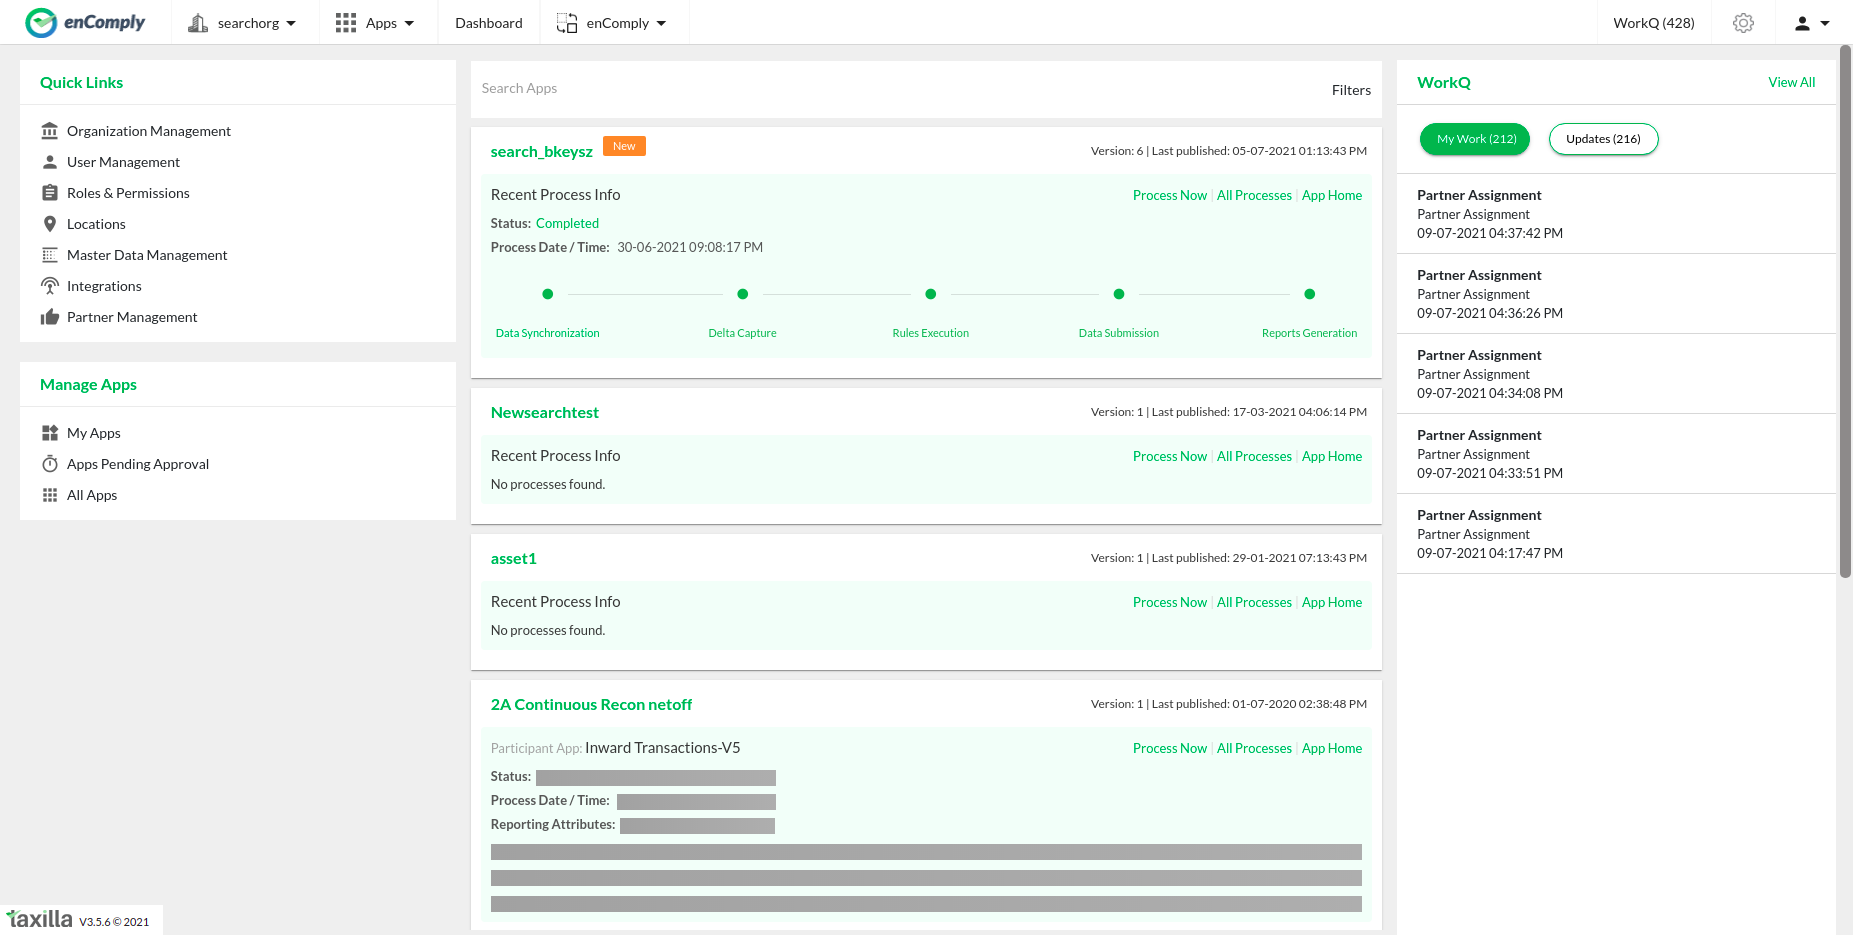 enComply
searchorg
Apps
Dashboard
enComply
WorkQ (428)
Quick Links
Organization Management
User Management
Roles & Permissions
Locations
Master Data Management
Integrations
Partner Management
Manage Apps
My Apps
Apps Pending Approval
All Apps
Search Apps
Filters
search_bkeysz New
Version: 6 | Last published: 05-07-2021 01:13:43 PM
Recent Process Info
Process Now | All Processes | App Home
Status: Completed
Process Date / Time: 30-06-2021 09:08:17 PM
Data Synchronization
Delta Capture
Rules Execution
Data Submission
Reports Generation
Newsearchtest
Version: 1 | Last published: 17-03-2021 04:06:14 PM
Recent Process Info
Process Now | All Processes | App Home
No processes found.
asset1
Version: 1 | Last published: 29-01-2021 07:13:43 PM
Recent Process Info
Process Now | All Processes | App Home
No processes found.
2A Continuous Recon netoff
Version: 1 | Last published: 01-07-2020 02:38:48 PM
Participant App: Inward Transactions-V5
Process Now | All Processes | App Home
Status:
Process Date / Time:
Reporting Attributes:
WorkQ
View All
My Work (212)
Updates (216)
Partner Assignment
Partner Assignment
09-07-2021 04:37:42 PM
Partner Assignment
Partner Assignment
09-07-2021 04:36:26 PM
Partner Assignment
Partner Assignment
09-07-2021 04:34:08 PM
Partner Assignment
Partner Assignment
09-07-2021 04:33:51 PM
Partner Assignment
Partner Assignment
09-07-2021 04:17:47 PM
taxilla V3.5.6 © 2021